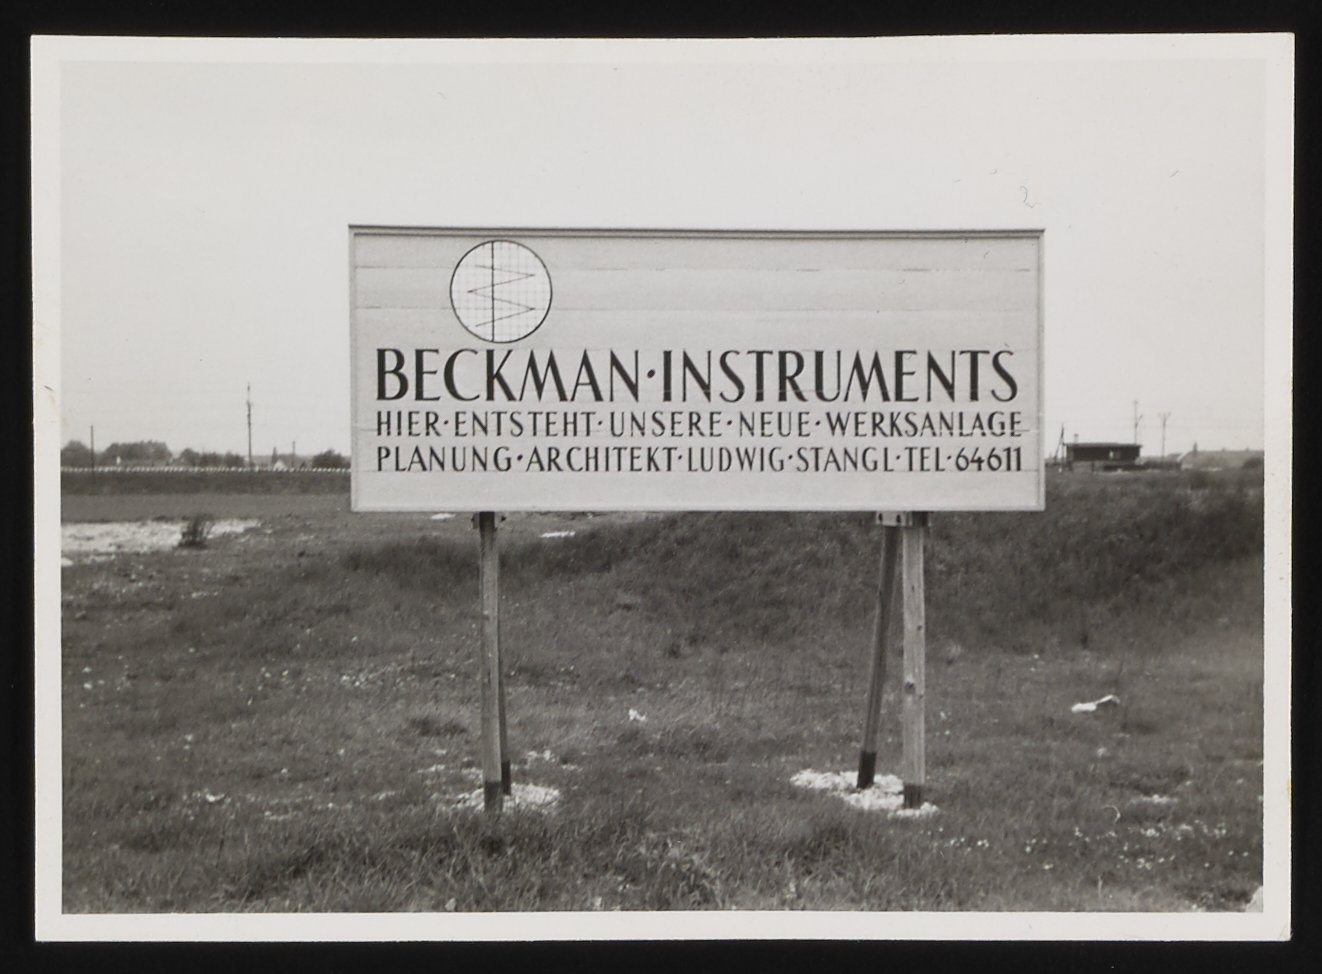 BECKMAN·INSTRUMENTS
HIER·ENTSTEHT·UNSERE·NEUE·WERKSANLAGE
PLANUNG·ARCHITEKT·LUDWIG·STANGL·TEL·64611